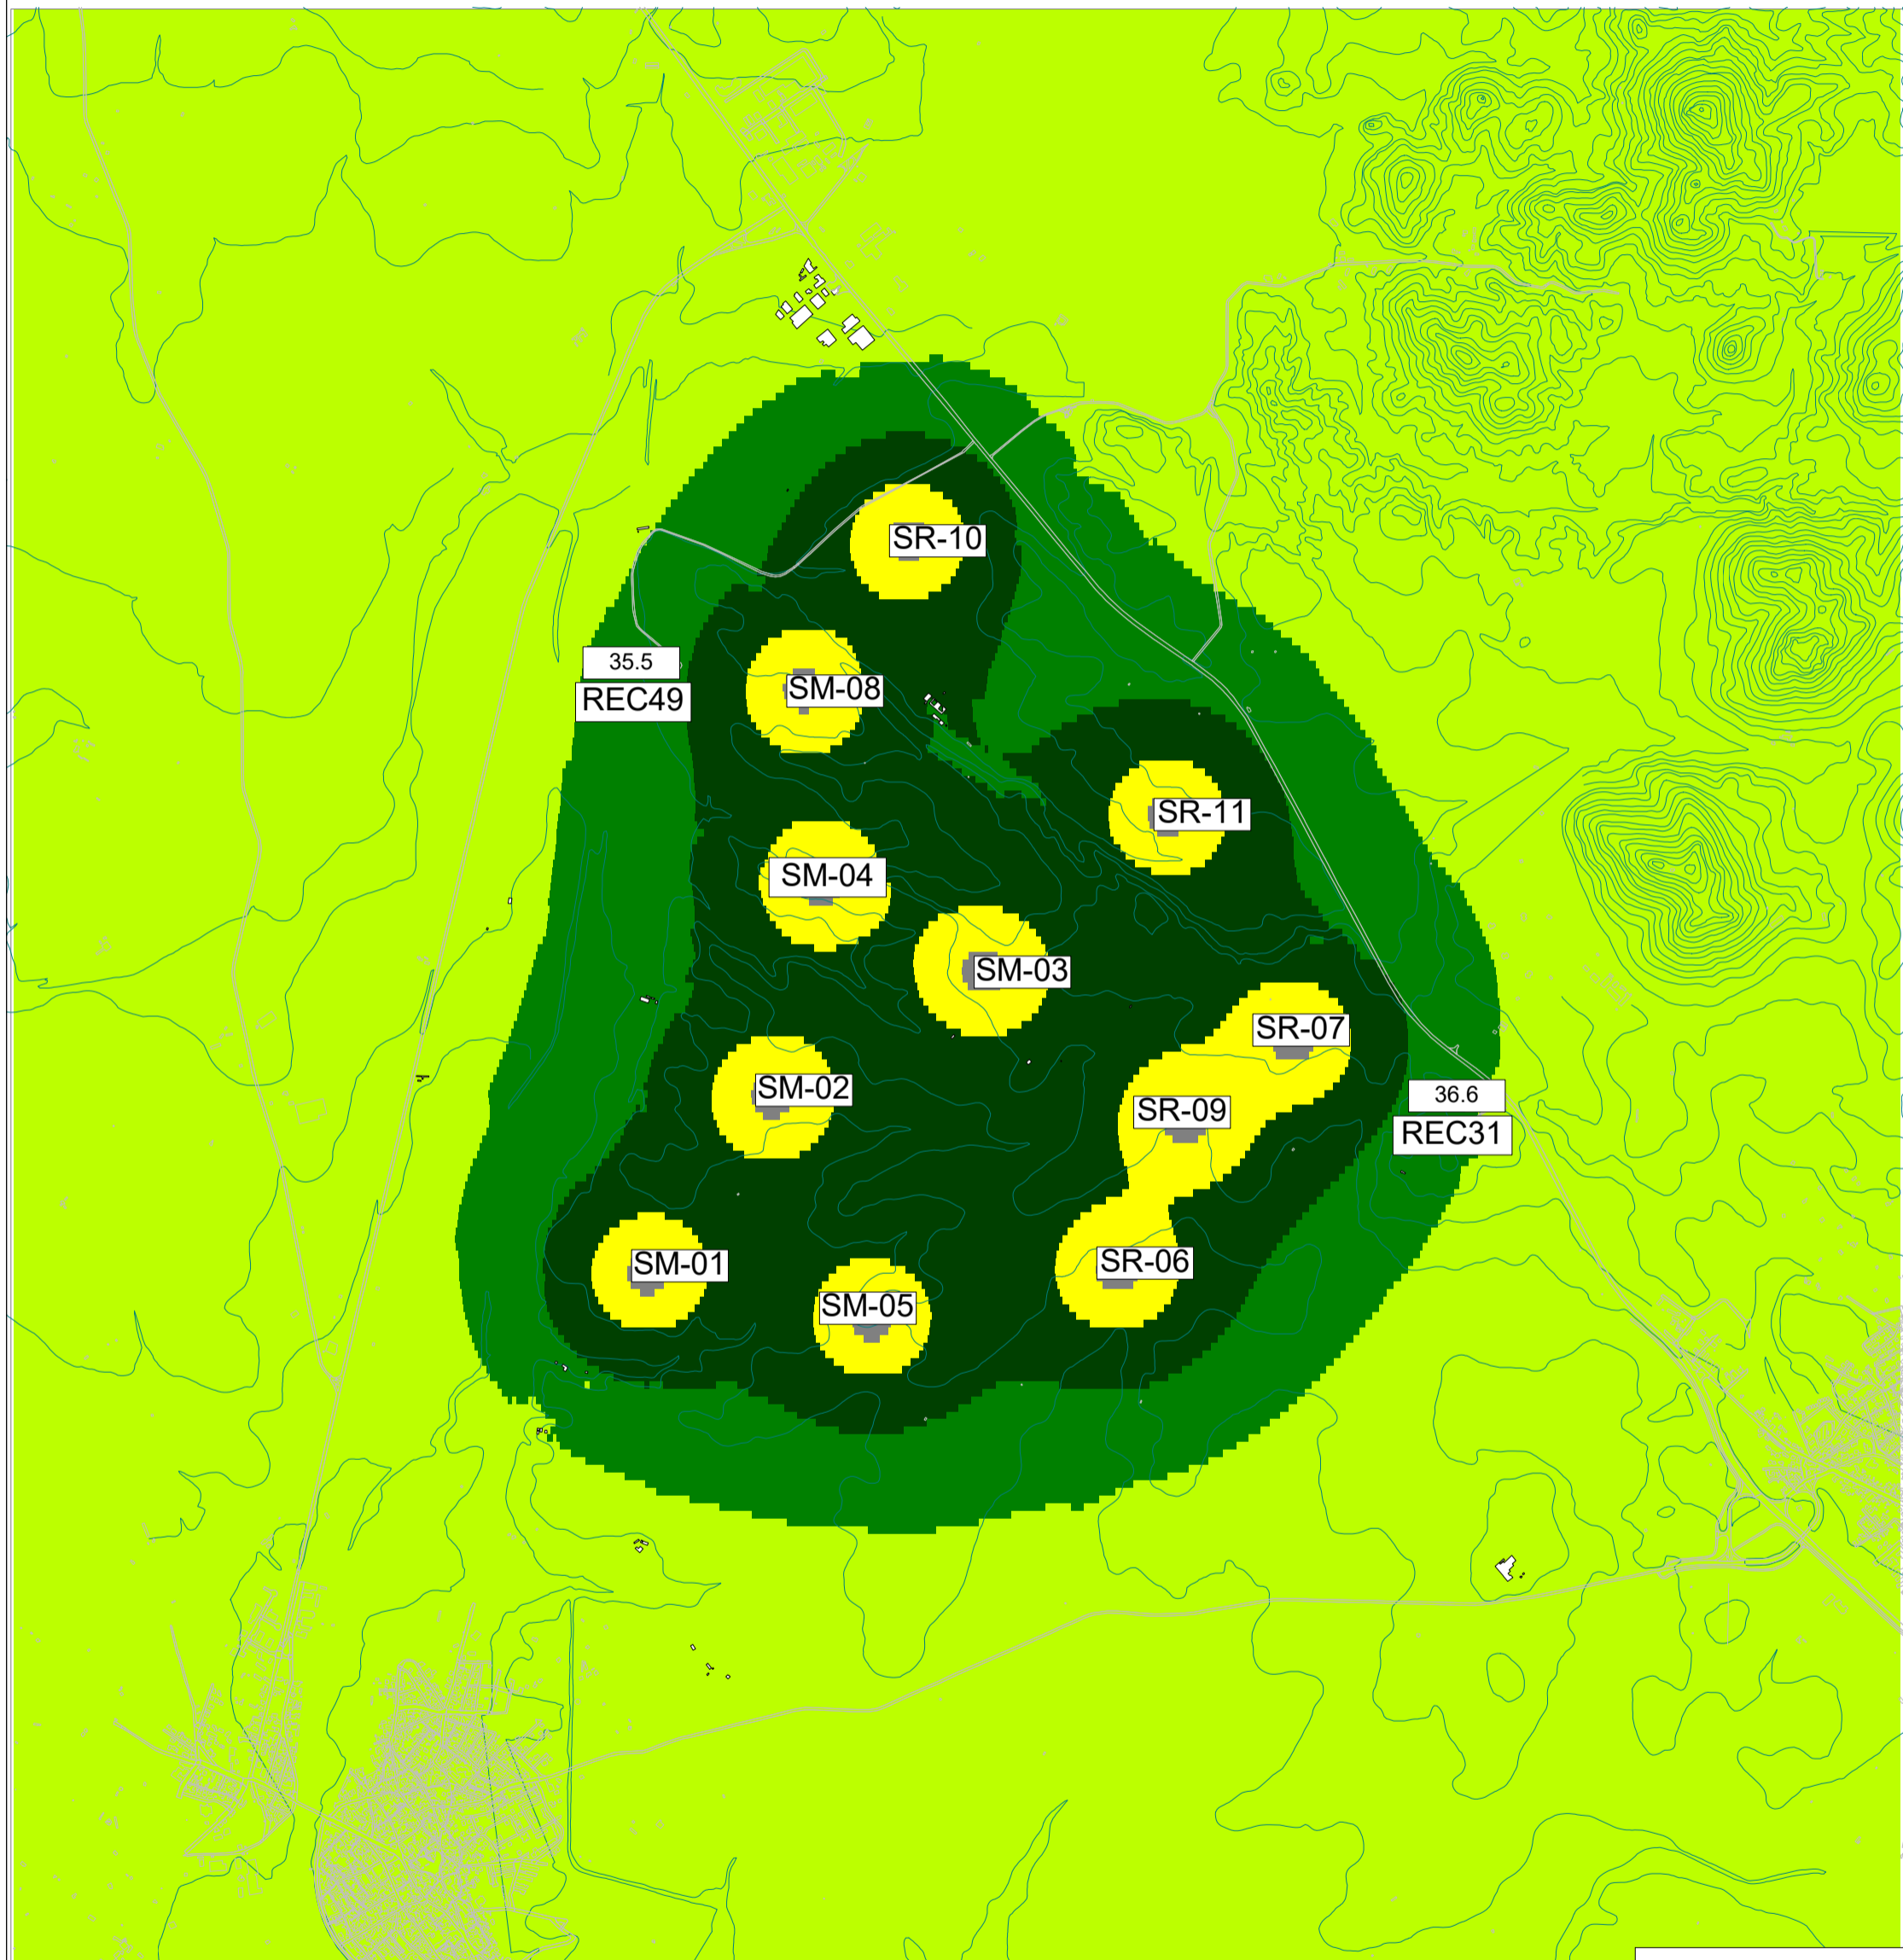 SR-10
35.5
REC49
SM-08
SR-11
SM-04
SM-03
SR-07
SM-02
36.6
SR-09
REC31
SM-01
SR-06
SM-05